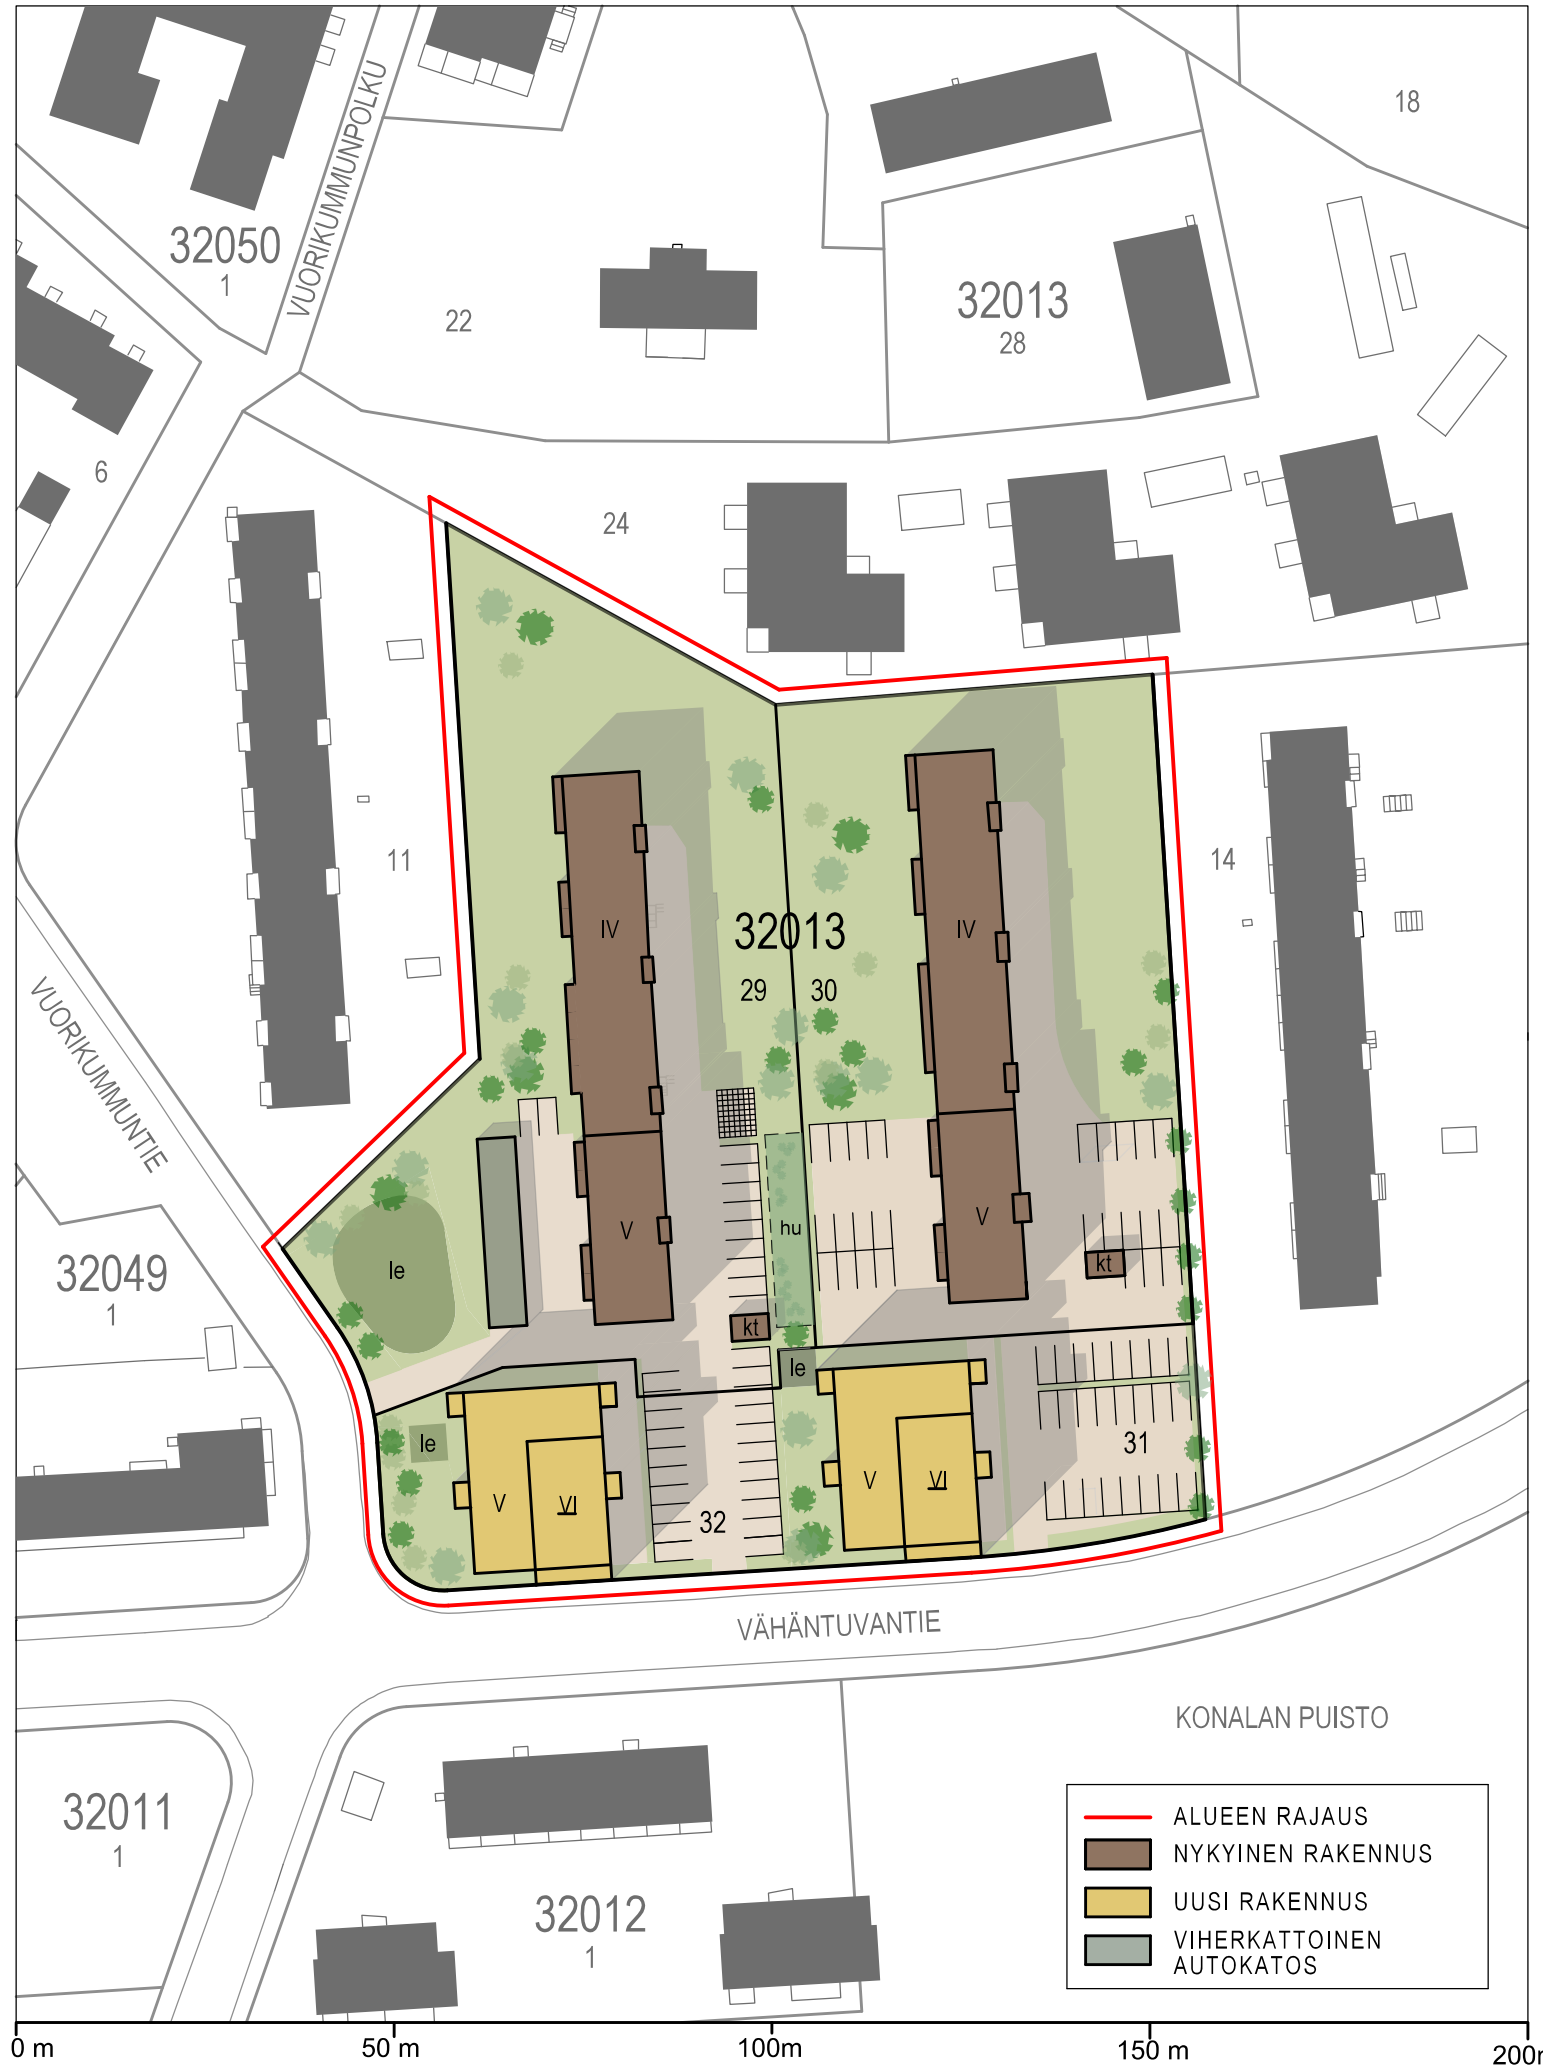 VUORIKUMMUNPOLKU
18
32050
1
22
32013
28
6
24
11
14
IV
IV
32013
29
30
VUORIKUMMUNTIE
V
hu
V
kt
le
32049
1
kt
le
le
V
VI
V
VI
31
32
VÄHÄNTUVANTIE
KONALAN PUISTO
32011
1
32012
1
ALUEEN RAJAUS
NYKYINEN RAKENNUS
UUSI RAKENNUS
VIHERKATTOINEN
AUTOKATOS
0 m
50 m
100m
150 m
200m